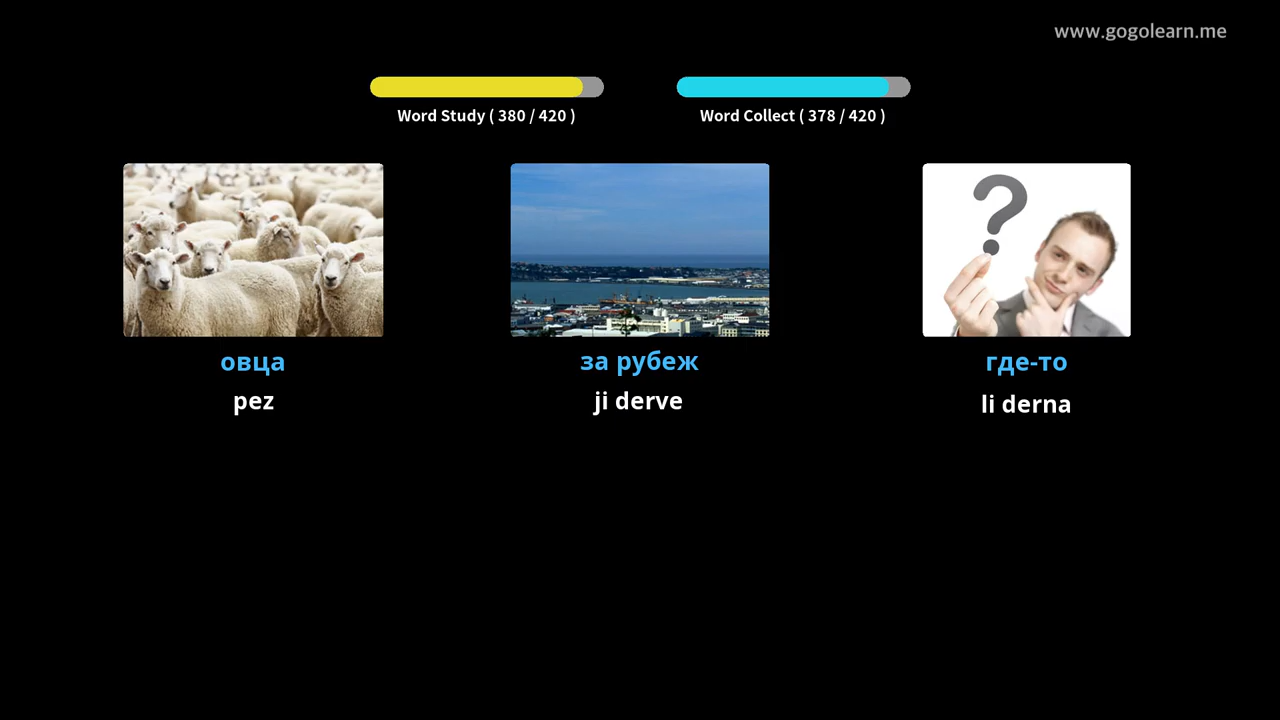 www.gogolearn.me
Word Study ( 380 / 420 )
Word Collect ( 378 / 420 )
овца
за рубеж
где-то
pez
ji derve
li derna